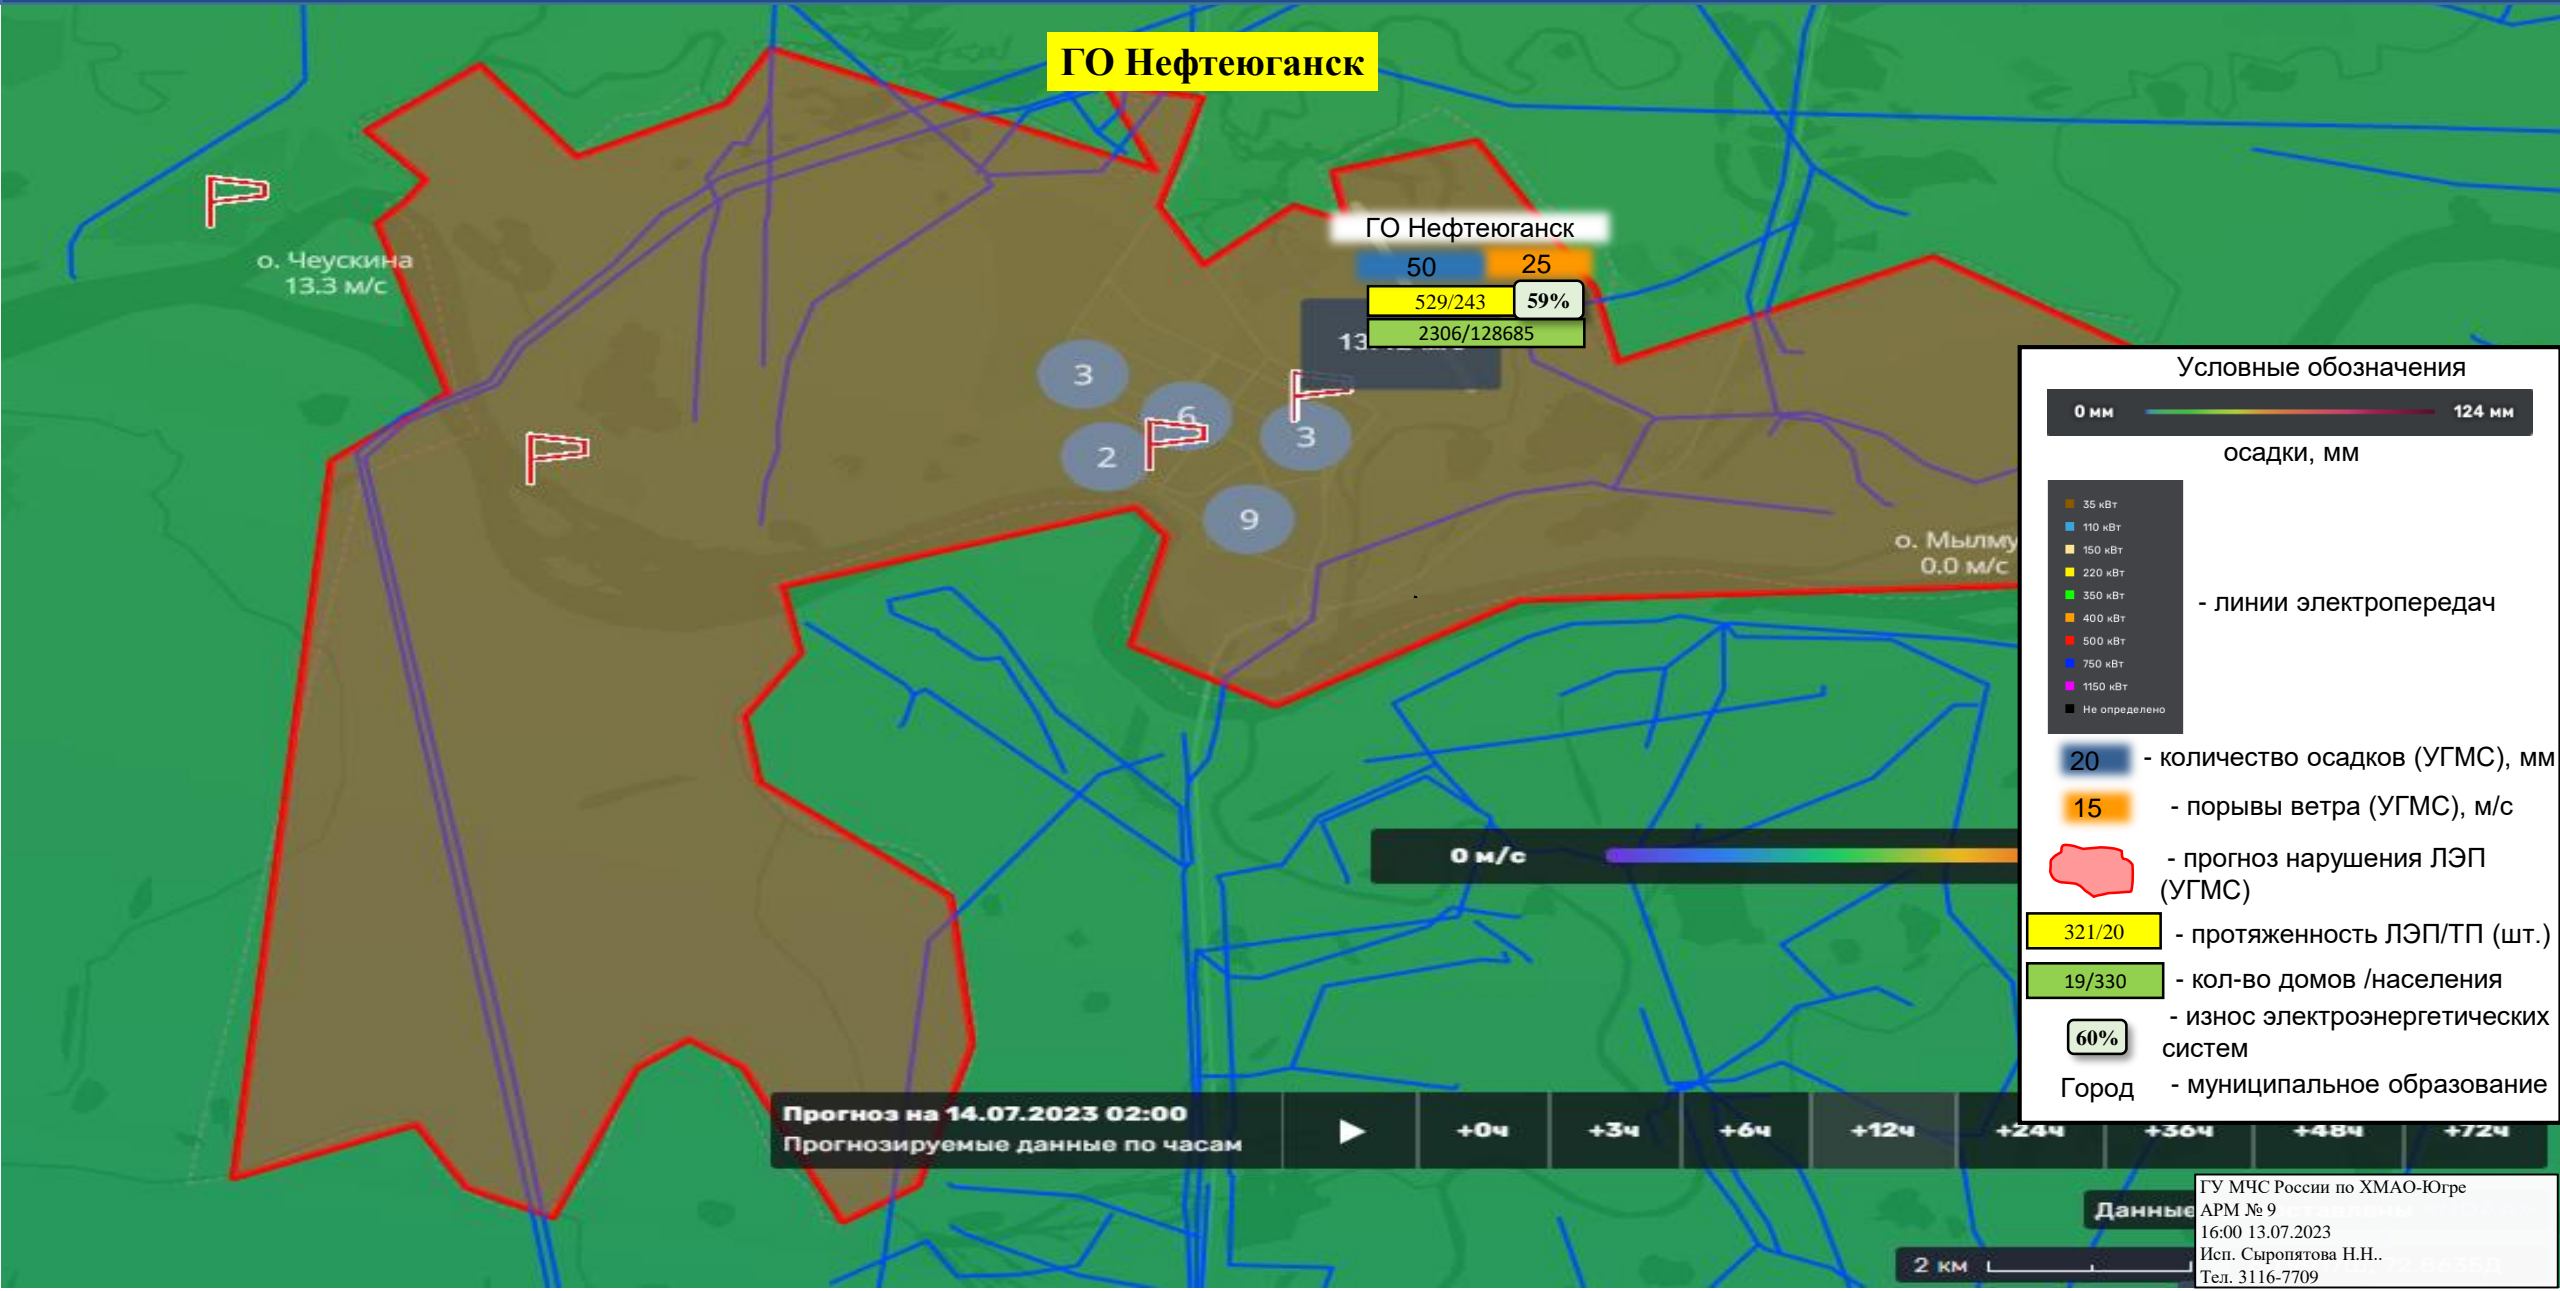 ГО Нефтеюганск
ГО Нефтеюганск
50
25
529/243
59%
2306/128685
о. Чеускина
13.3 м/с
3
6
2
3
9
о. Мылму
0.0 м/с
Условные обозначения
0 мм
124 мм
осадки, мм
35 кВт
110 кВт
150 кВт
220 кВт
350 кВт
400 кВт
500 кВт
750 кВт
1150 кВт
Не определено
- линии электропередач
20 - количество осадков (УГМС), мм
15 - порывы ветра (УГМС), м/с
- прогноз нарушения ЛЭП
(УГМС)
321/20 - протяженность ЛЭП/ТП (шт.)
19/330 - кол-во домов /населения
60% - износ электроэнергетических
систем
Город - муниципальное образование
0 м/с
Прогноз на 14.07.2023 02:00
Прогнозируемые данные по часам
+0ч
+3ч
+6ч
+12ч
+24ч
+36ч
+48ч
+72ч
Данные
2 км
ГУ МЧС России по ХМАО-Югре
АРМ № 9
16:00 13.07.2023
Исп. Сыропятова Н.Н..
Тел. 3116-7709